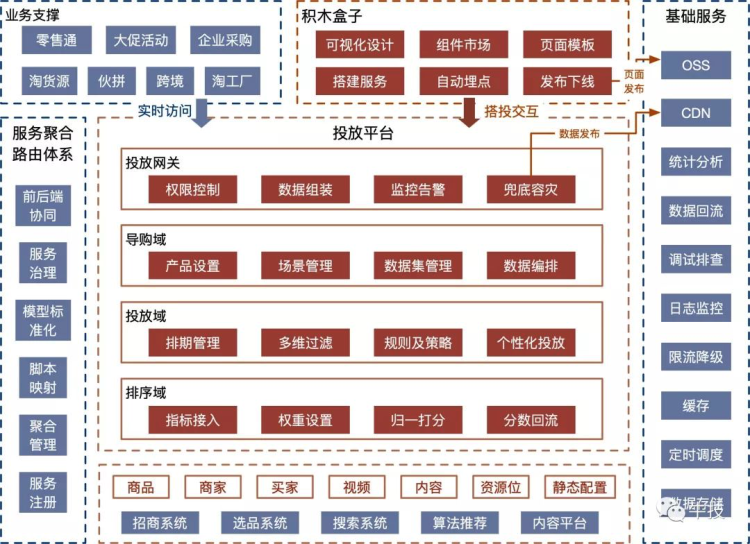 业务支撑
零售通
大促活动
企业采购
淘货源
伙拼
跨境
淘工厂
积木盒子
可视化设计
组件市场
页面模板
搭建服务
自动埋点
发布下线
页面
发布
实时访问
搭投交互
数据发布
基础服务
OSS
CDN
统计分析
数据回流
调试排查
日志监控
限流降级
缓存
定时调度
数据存储
服务聚合
路由体系
前后端
协同
服务
治理
模型标
准化
脚本
映射
聚合
管理
服务
注册
投放平台
投放网关
权限控制
数据组装
监控告警
兜底容灾
导购域
产品设置
场景管理
数据集管理
数据编排
投放域
排期管理
多维过滤
规则及策略
个性化投放
排序域
指标接入
权重设置
归一打分
分数回流
商品
商家
买家
视频
内容
资源位
静态配置
招商系统
选品系统
搜索系统
算法推荐
内容平台